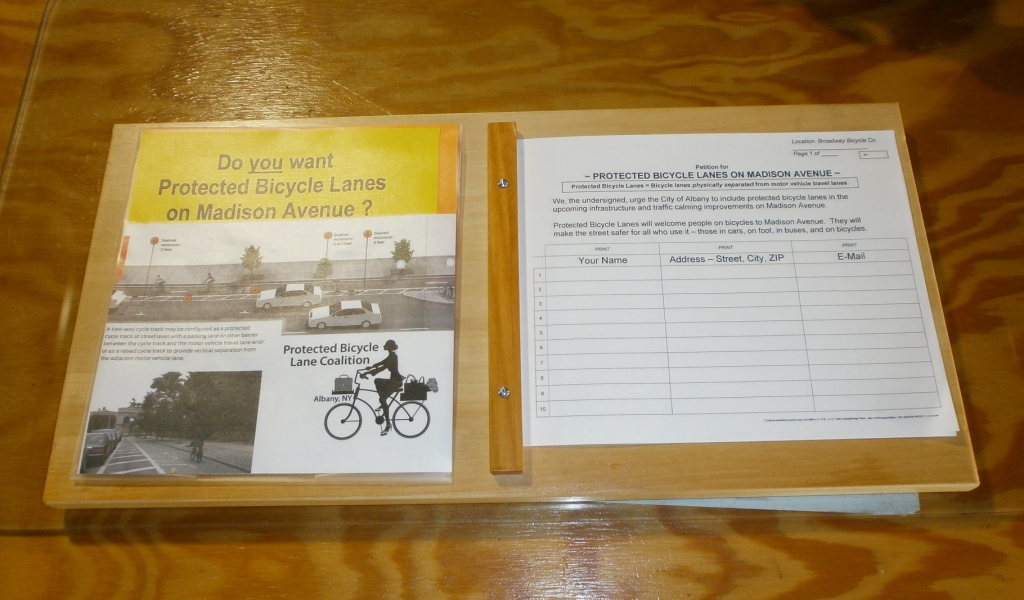 Do you want
Protected Bicycle Lanes
on Madison Avenue ?
A two-way cycle track may be configured as a protected
cycle track at street level with a parking lane or other barrier
between the cycle track and the motor vehicle travel lane and/
or as a raised cycle track to provide vertical separation from
the adjacent motor vehicle lane.
Protected Bicycle
Lane Coalition
Albany, NY
Location: Broadway Bicycle Co
Page 1 of
Petition for
~ PROTECTED BICYCLE LANES ON MADISON AVENUE ~
Protected Bicycle Lanes = Bicycle lanes physically separated from motor vehicle travel lanes
We, the undersigned, urge the City of Albany to include protected bicycle lanes in the
upcoming infrastructure and traffic calming improvements on Madison Avenue.
Protected Bicycle Lanes will welcome people on bicycles to Madison Avenue. They will
make the street safer for all who use it – those in cars, on foot, in buses, and on bicycles.
PRINT PRINT PRINT
Your Name Address – Street, City, ZIP E-Mail
1
2
3
4
5
6
7
8
9
10